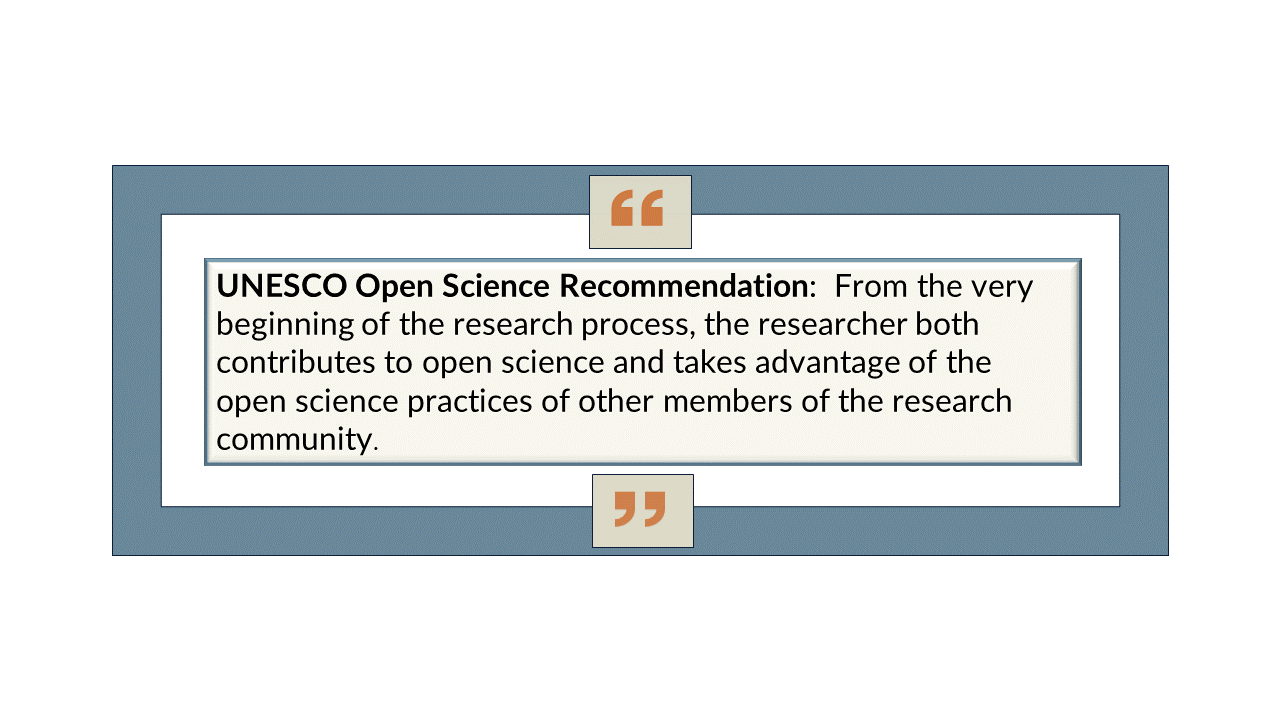 “
UNESCO Open Science Recommendation:  From the very
beginning of the research process, the researcher both
contributes to open science and takes advantage of the
open science practices of other members of the research
community.
”